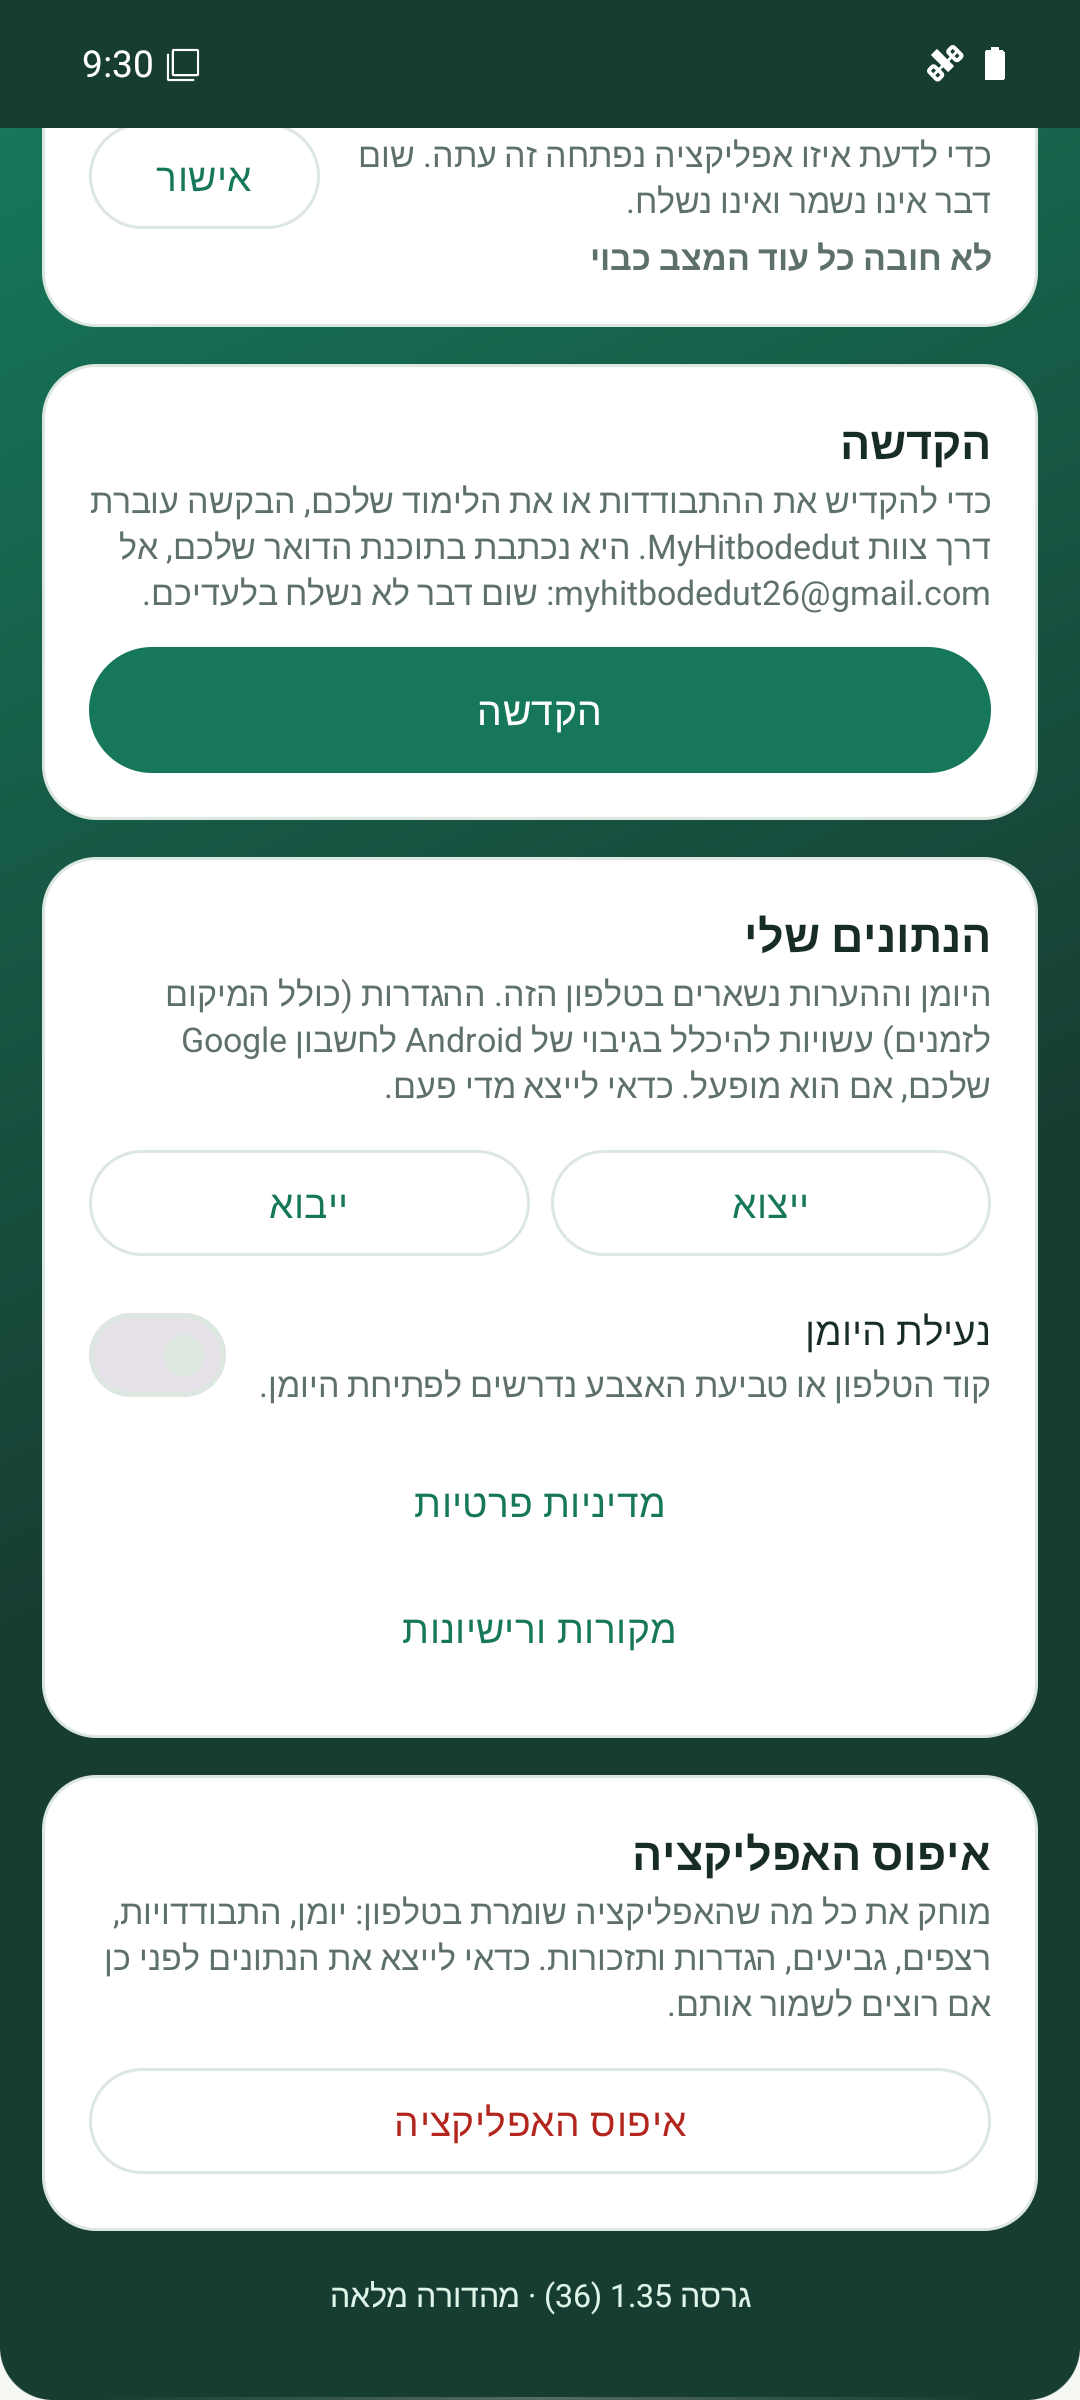 9:30
כדי לדעת איזו אפליקציה נפתחה זה עתה. שום
דבר אינו נשמר ואינו נשלח.
לא חובה כל עוד המצב כבוי
אישור
הקדשה
כדי להקדיש את ההתבודדות או את הלימוד שלכם, הבקשה עוברת
דרך צוות MyHitbodedut. היא נכתבת בתוכנת הדואר שלכם, אל
myhitbodedut26@gmail.com: שום דבר לא נשלח בלעדיכם.
הקדשה
הנתונים שלי
היומן וההערות נשארים בטלפון הזה. ההגדרות (כולל המיקום
לזמנים) עשויות להיכלל בגיבוי של Android לחשבון Google
שלכם, אם הוא מופעל. כדאי לייצא מדי פעם.
ייצוא
ייבוא
נעילת היומן
קוד הטלפון או טביעת האצבע נדרשים לפתיחת היומן.
מדיניות פרטיות
מקורות ורישיונות
איפוס האפליקציה
מוחק את כל מה שהאפליקציה שומרת בטלפון: יומן, התבודדויות,
רצפים, גביעים, הגדרות ותזכורות. כדאי לייצא את הנתונים לפני כן
אם רוצים לשמור אותם.
איפוס האפליקציה
גרסה 1.35 (36) · מהדורה מלאה